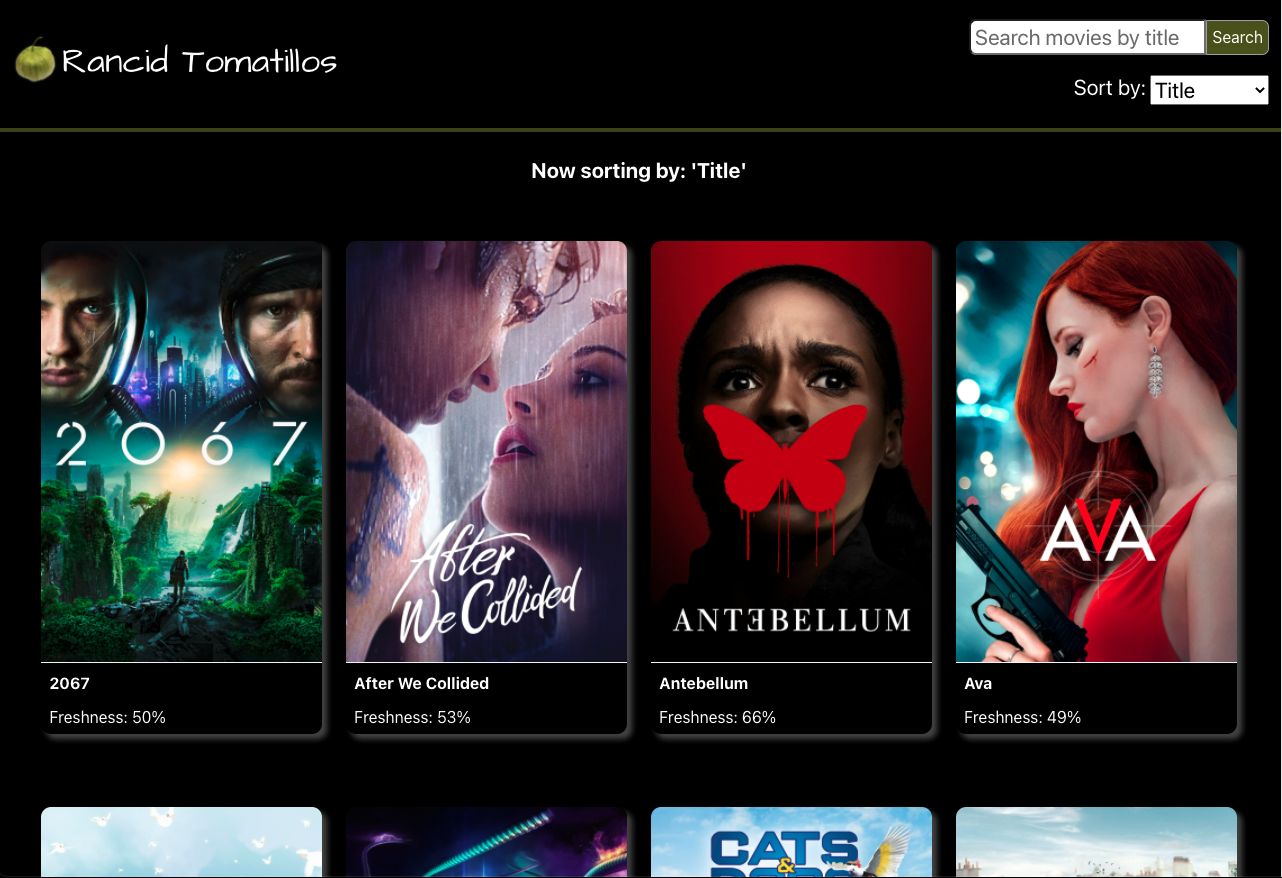 Rancid Tomatillos
Search movies by title
Search
Sort by: Title
Now sorting by: 'Title'
2067
After
We Collided
ANTƎBELLUM
AVA
2067
After We Collided
Antebellum
Ava
Freshness: 50%
Freshness: 53%
Freshness: 66%
Freshness: 49%
CATS
&